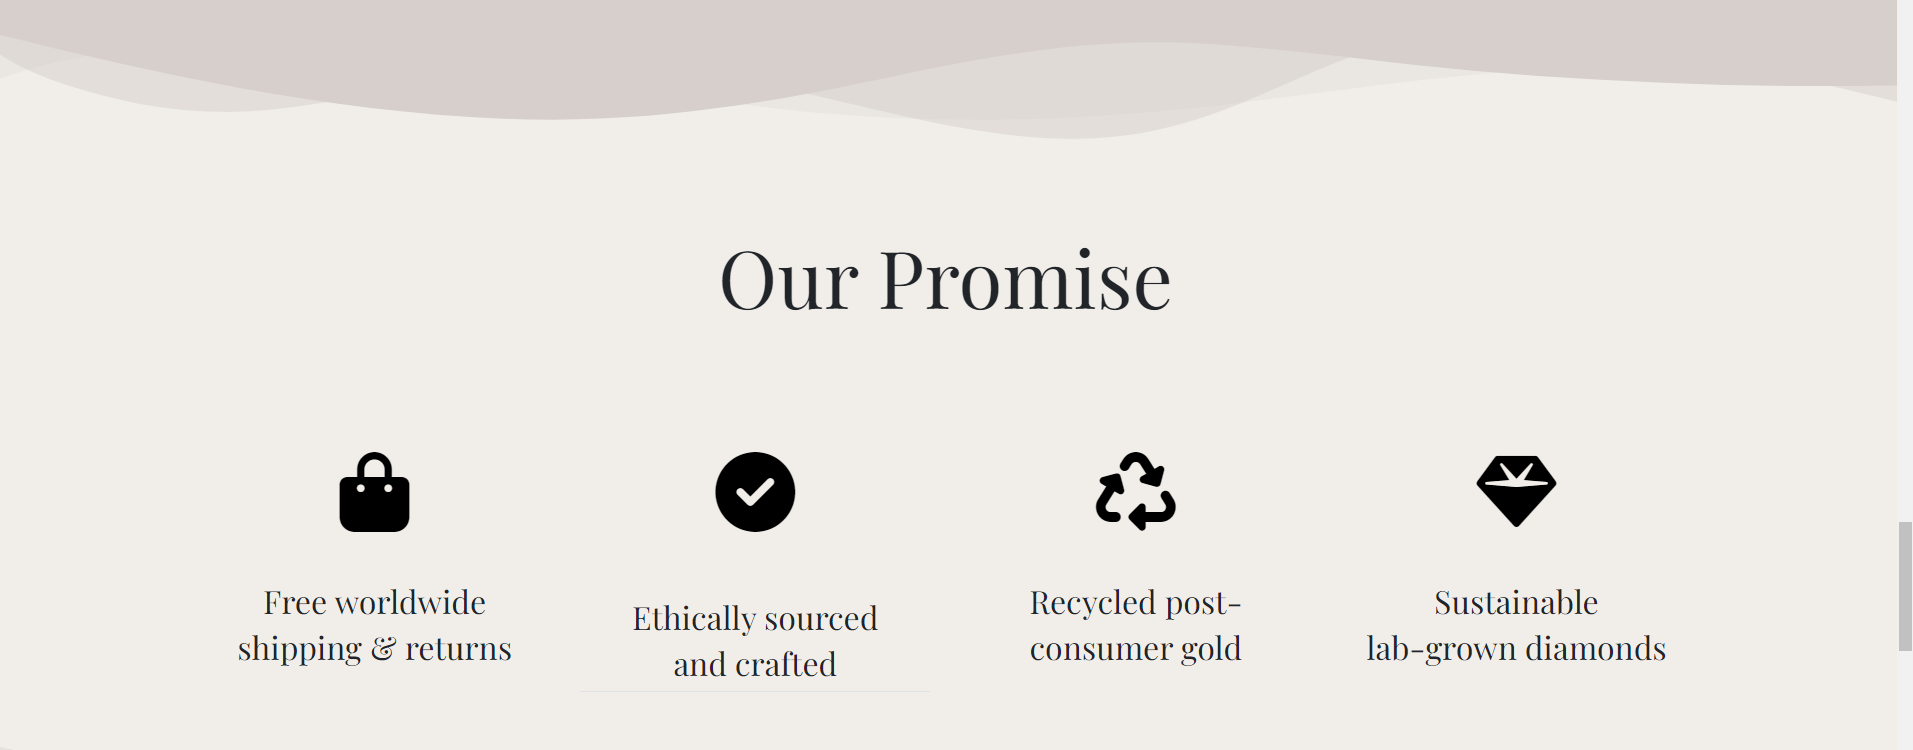 Our Promise
Free worldwide
shipping & returns
Ethically sourced
and crafted
Recycled post-
consumer gold
Sustainable
lab-grown diamonds